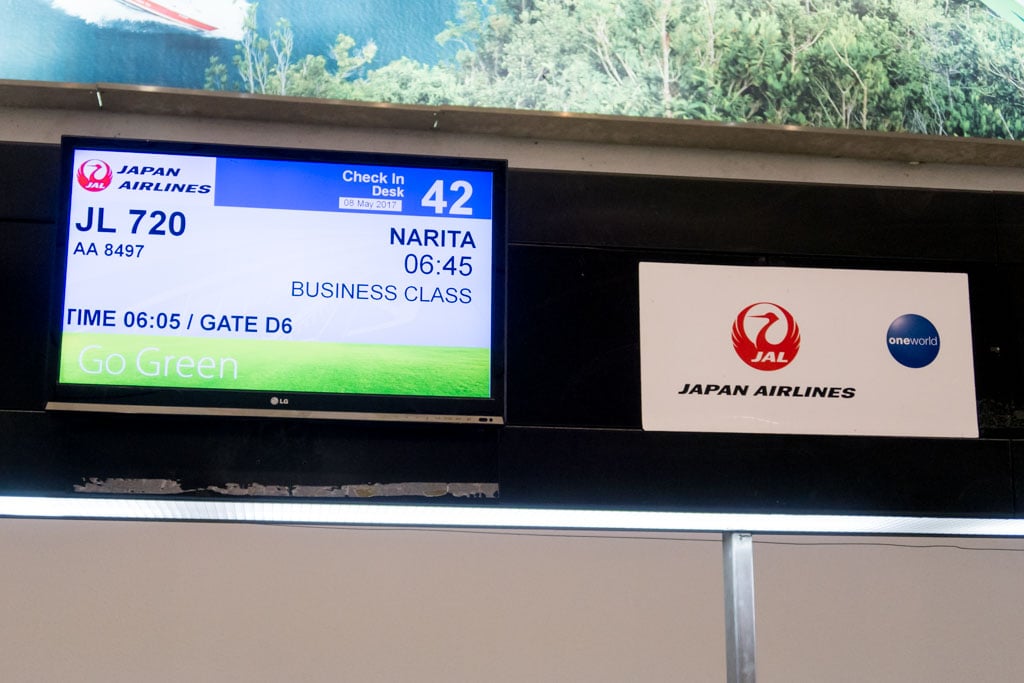 JAL
JAPAN
AIRLINES
Check In
Desk
42
08 May 2017
JL 720
AA 8497
NARITA
06:45
BUSINESS CLASS
TIME 06:05 / GATE D6
Go Green
LG
JAL
JAPAN AIRLINES
oneworld